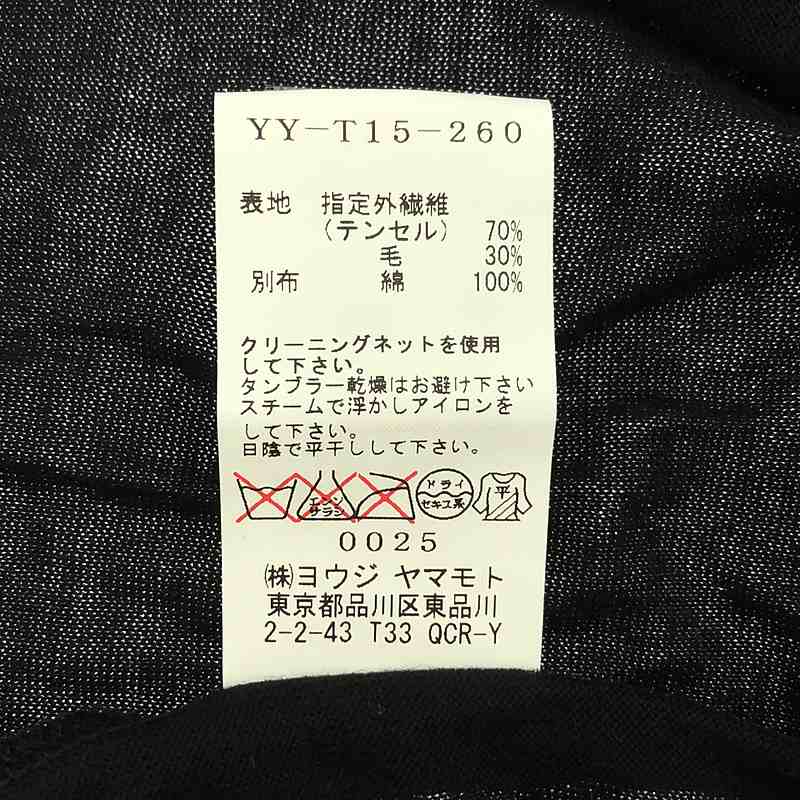 YY-T15-260
表地 指定外繊維
(テンセル) 70%
毛 30%
別布 綿 100%
クリーニングネットを使用
して下さい。
タンブラー乾燥はお避け下さい
スチームで浮かしアイロンを
して下さい。
日陰で平干しして下さい。
エンソ
サラシ
ドライ
セキユ系
平
0025
㈱ヨウジ ヤマモト
東京都品川区東品川
2-2-43 T33 QCR-Y